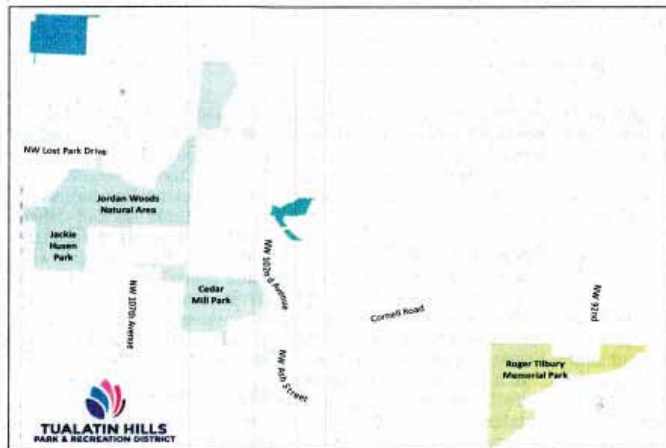 NW Lost Park Drive
Jordan Woods
Natural Area
Jackie
Husen
Park
NW 107th Avenue
Cedar
Mill Park
NW 102nd Avenue
NW Ash Street
Cornell Road
NW 92nd
Roger Tilbury
Memorial Park
TUALATIN HILLS
PARK & RECREATION DISTRICT